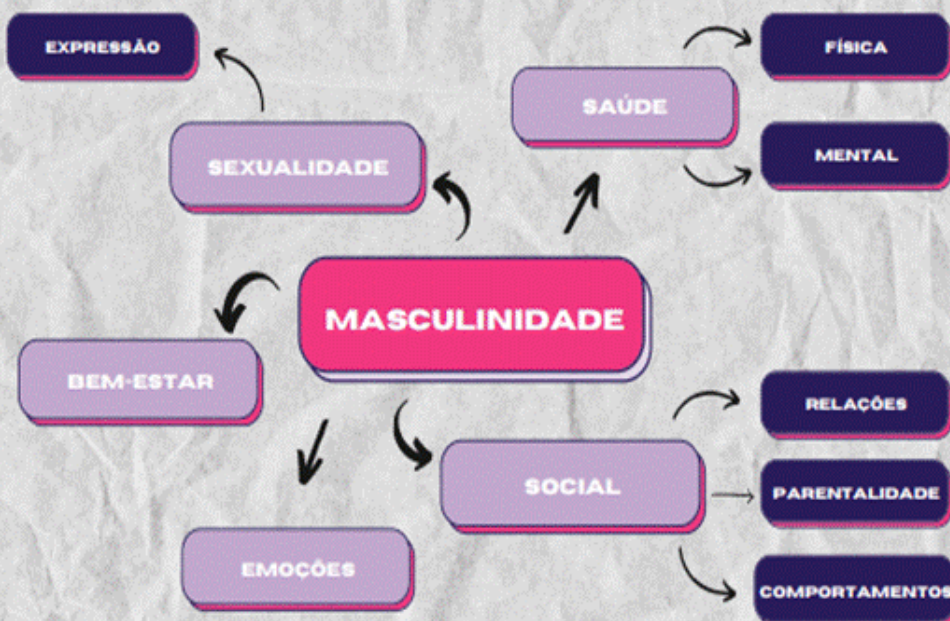 EXPRESSÃO
FÍSICA
SAÚDE
MENTAL
SEXUALIDADE
MASCULINIDADE
BEM-ESTAR
RELAÇÕES
SOCIAL
PARENTALIDADE
EMOÇÕES
COMPORTAMENTOS